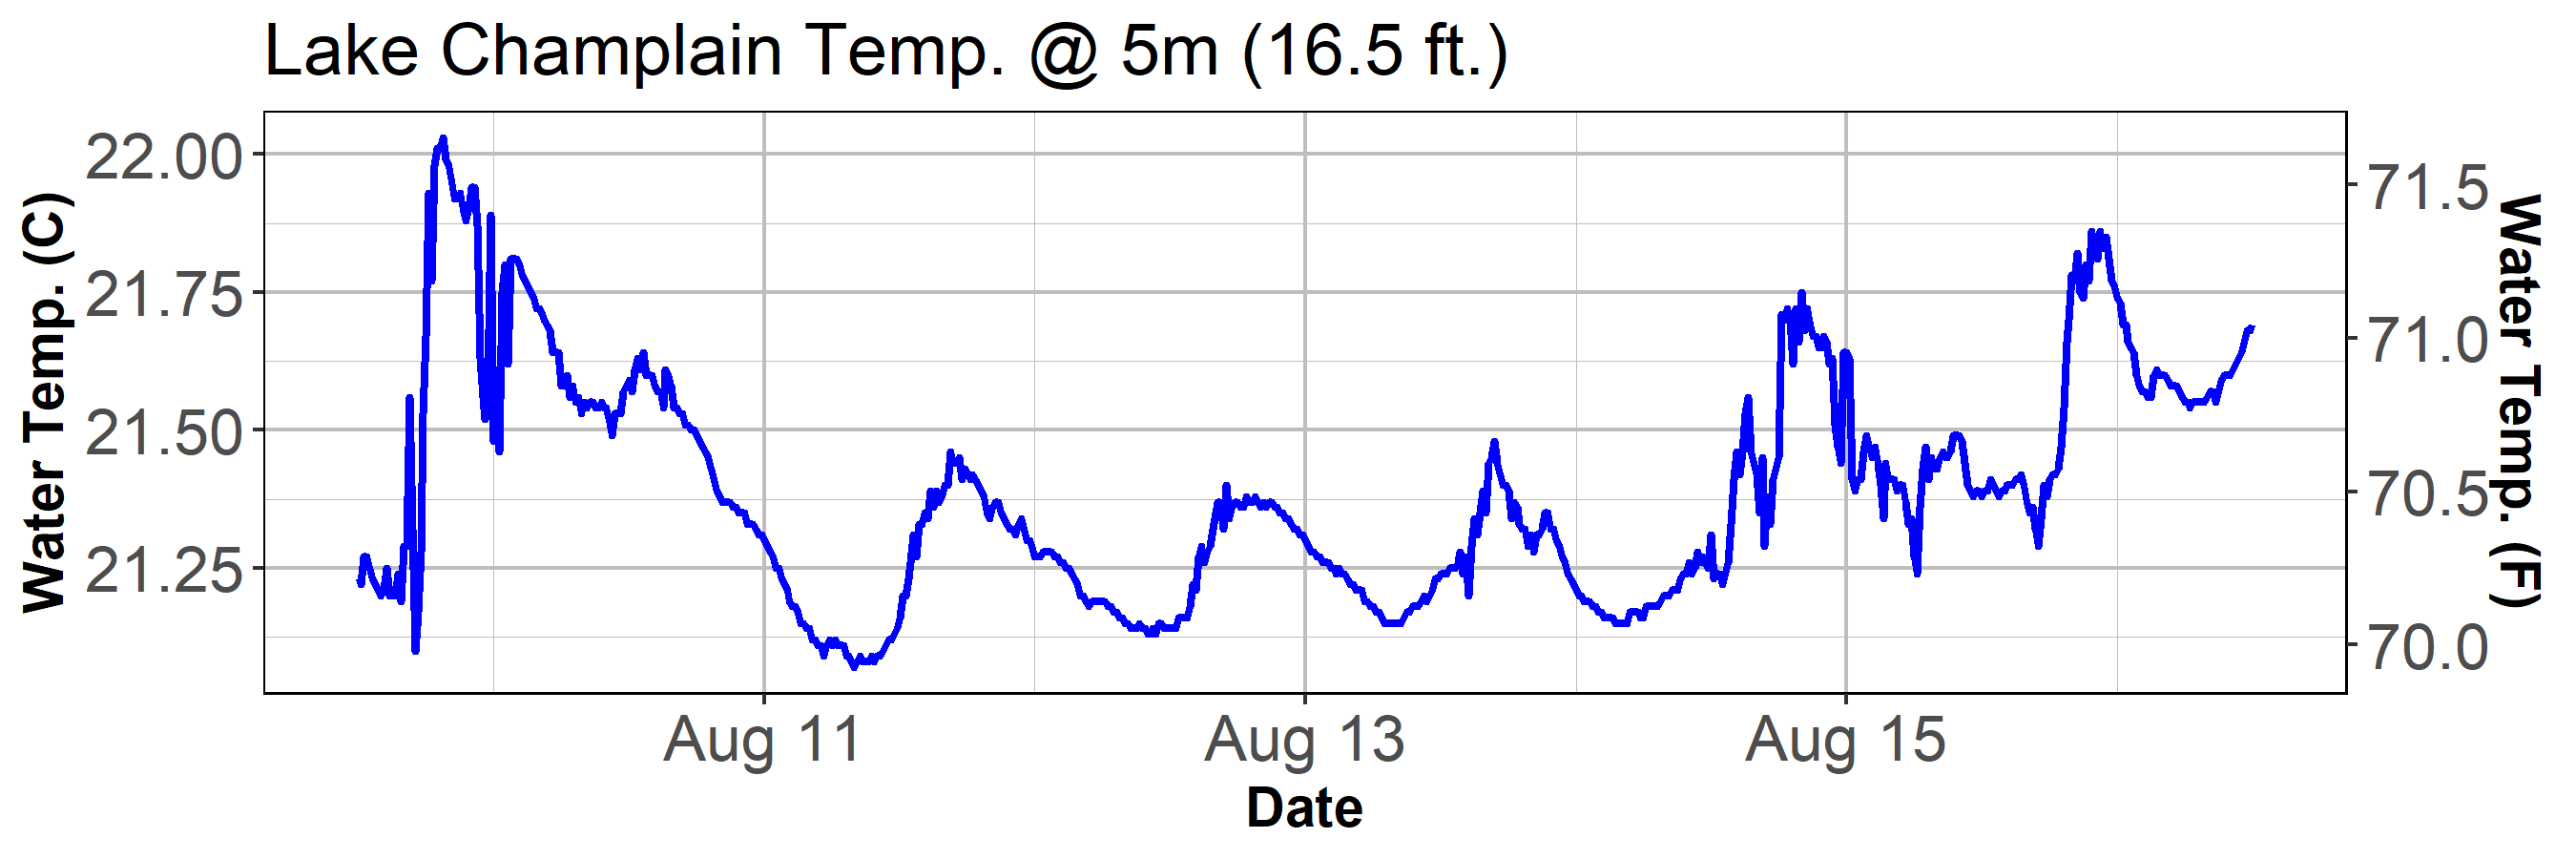 Lake Champlain Temp. @ 5m (16.5 ft.)
Water Temp. (C)
22.00
21.75
21.50
21.25
71.5
71.0
70.5
70.0
Water Temp. (F)
Aug 11
Aug 13
Aug 15
Date